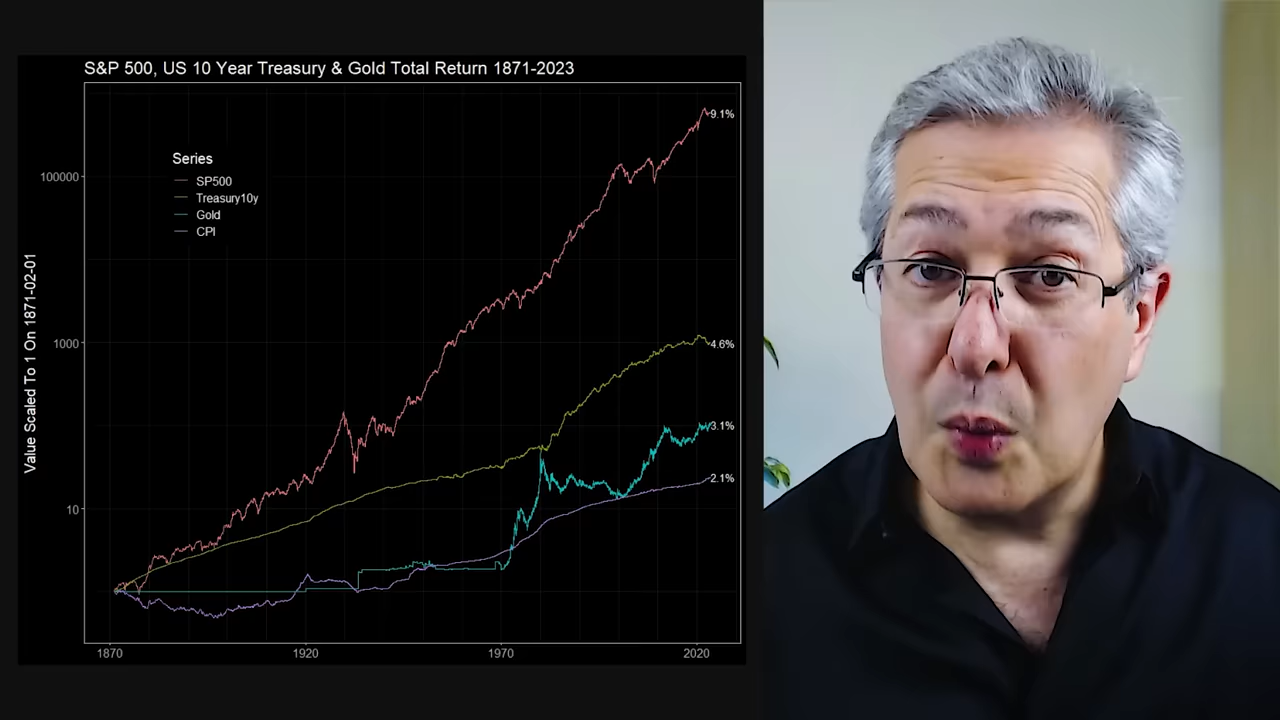 S&P 500, US 10 Year Treasury & Gold Total Return 1871-2023
Value Scaled To 1 On 1871-02-01
Series
SP500
Treasury10y
Gold
CPI
100000
1000
10
9.1%
4.6%
3.1%
2.1%
1870
1920
1970
2020